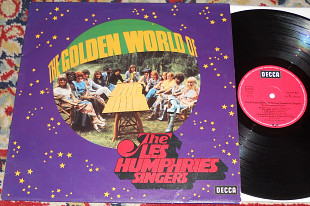 THE GOLDEN WORLD OF
The
LES
HUMPHRIES
SINGERS
DECCA
DECCA